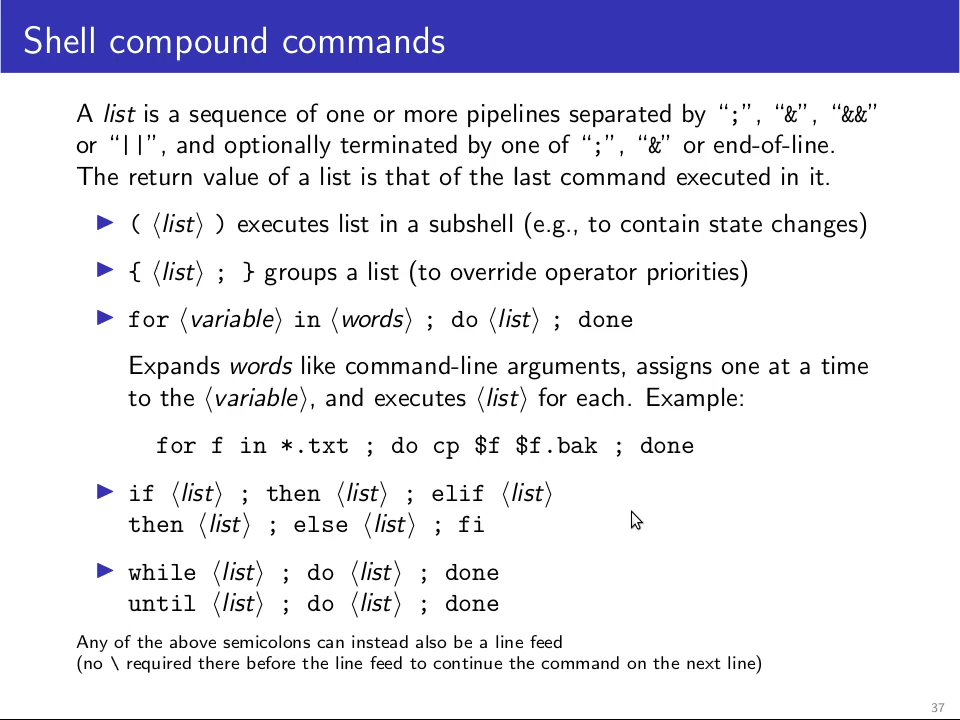 Shell compound commands
A list is a sequence of one or more pipelines separated by “;”, “&”, “&&”
or “||”, and optionally terminated by one of “;”, “&” or end-of-line.
The return value of a list is that of the last command executed in it.
▶ ( ⟨list⟩ ) executes list in a subshell (e.g., to contain state changes)
▶ { ⟨list⟩ ; } groups a list (to override operator priorities)
▶ for ⟨variable⟩ in ⟨words⟩ ; do ⟨list⟩ ; done
Expands words like command-line arguments, assigns one at a time
to the ⟨variable⟩, and executes ⟨list⟩ for each. Example:
for f in *.txt ; do cp $f $f.bak ; done
▶ if ⟨list⟩ ; then ⟨list⟩ ; elif ⟨list⟩
then ⟨list⟩ ; else ⟨list⟩ ; fi
▶ while ⟨list⟩ ; do ⟨list⟩ ; done
until ⟨list⟩ ; do ⟨list⟩ ; done
Any of the above semicolons can instead also be a line feed
(no \ required there before the line feed to continue the command on the next line)
37